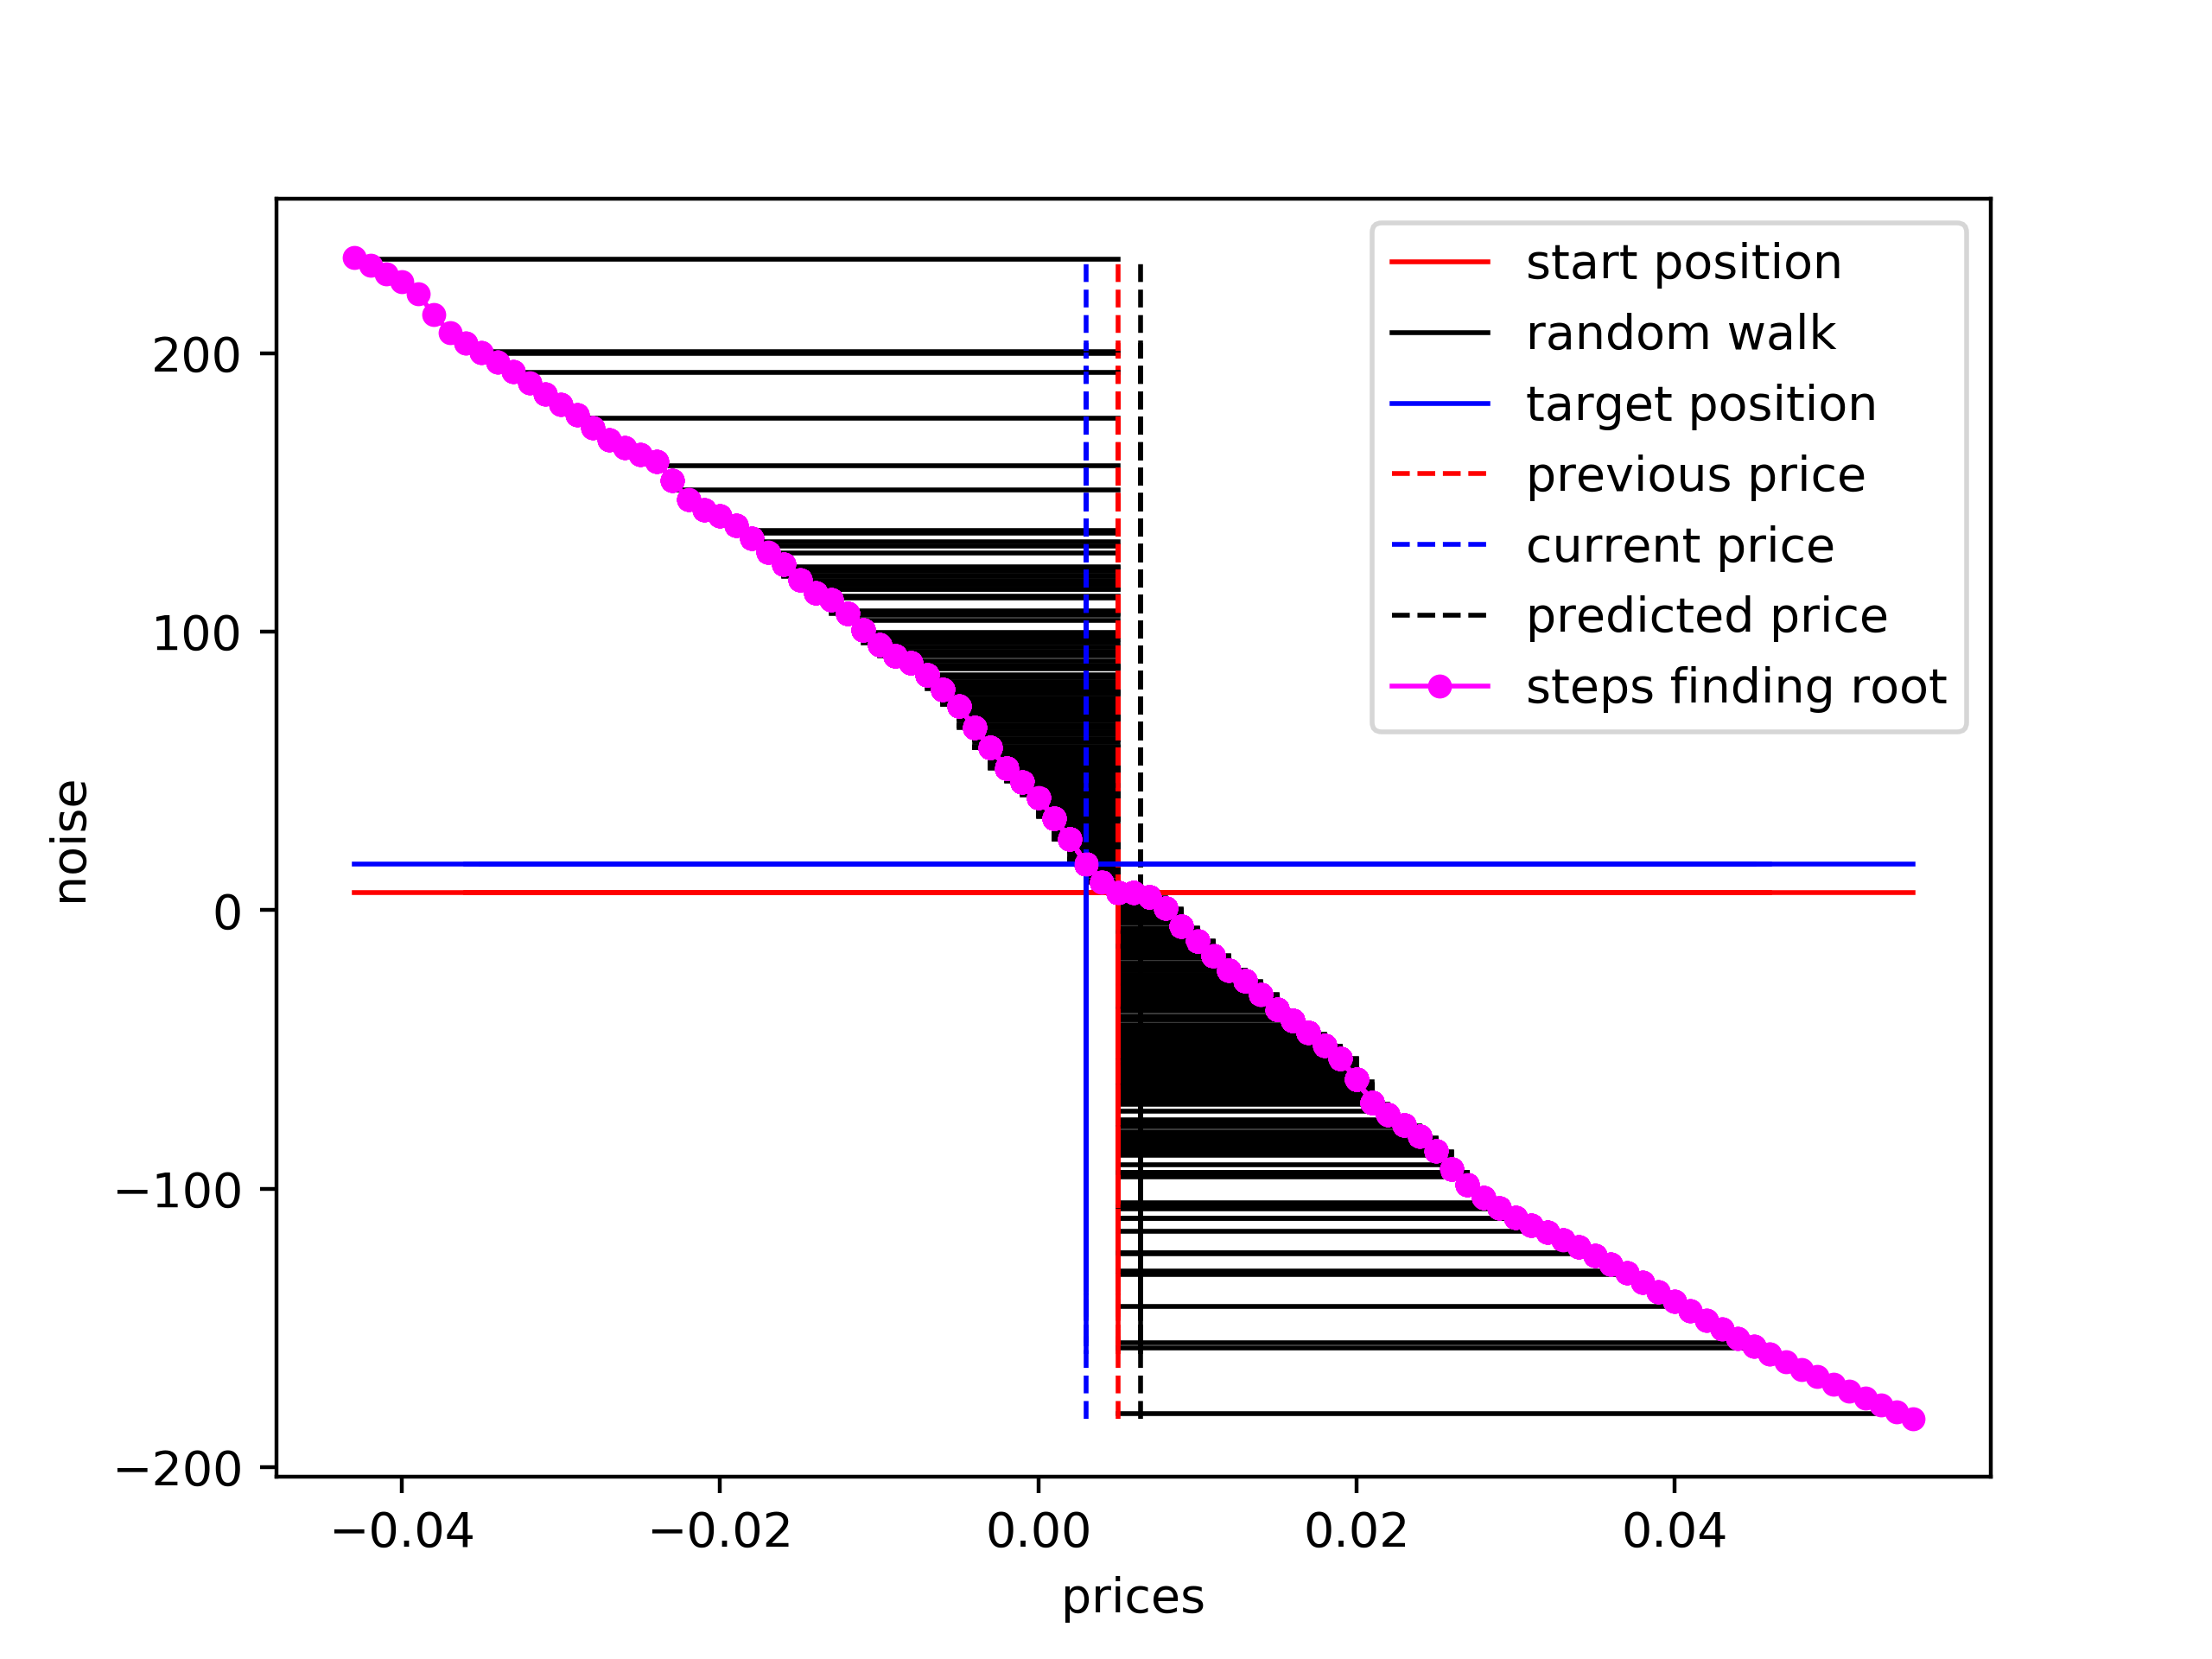 start position
random walk
target position
previous price
current price
predicted price
steps finding root
200
100
0
−100
−200
noise
−0.04 −0.02 0.00 0.02 0.04
prices